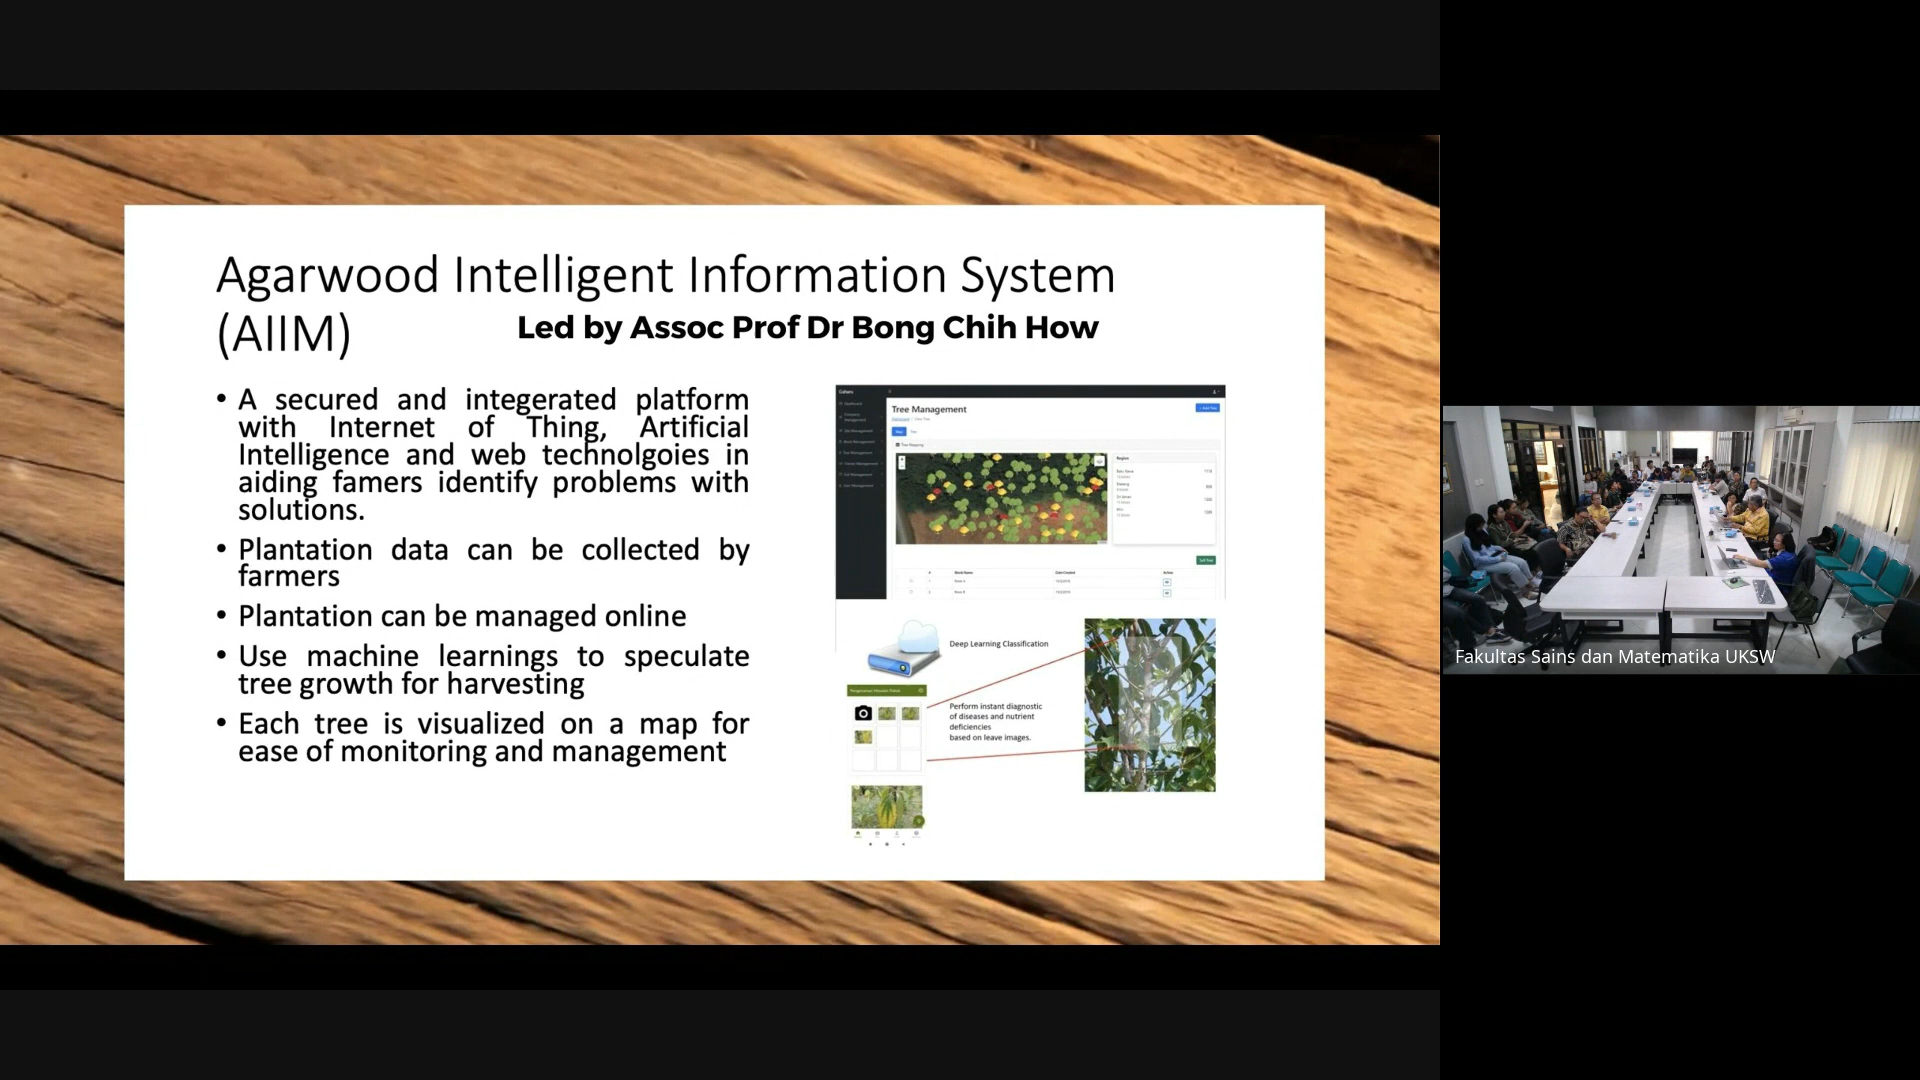 Agarwood Intelligent Information System
(AIIM)
Led by Assoc Prof Dr Bong Chih How
• A secured and integerated platform
with Internet of Thing, Artificial
Intelligence and web technolgoies in
aiding famers identify problems with
solutions.
• Plantation data can be collected by
farmers
• Plantation can be managed online
• Use machine learnings to speculate
tree growth for harvesting
• Each tree is visualized on a map for
ease of monitoring and management
Tree Management
Tree Mapping
Region
Deep Learning Classification
Perform instant diagnostic
of diseases and nutrient
deficiencies
based on leave images.
Fakultas Sains dan Matematika UKSW